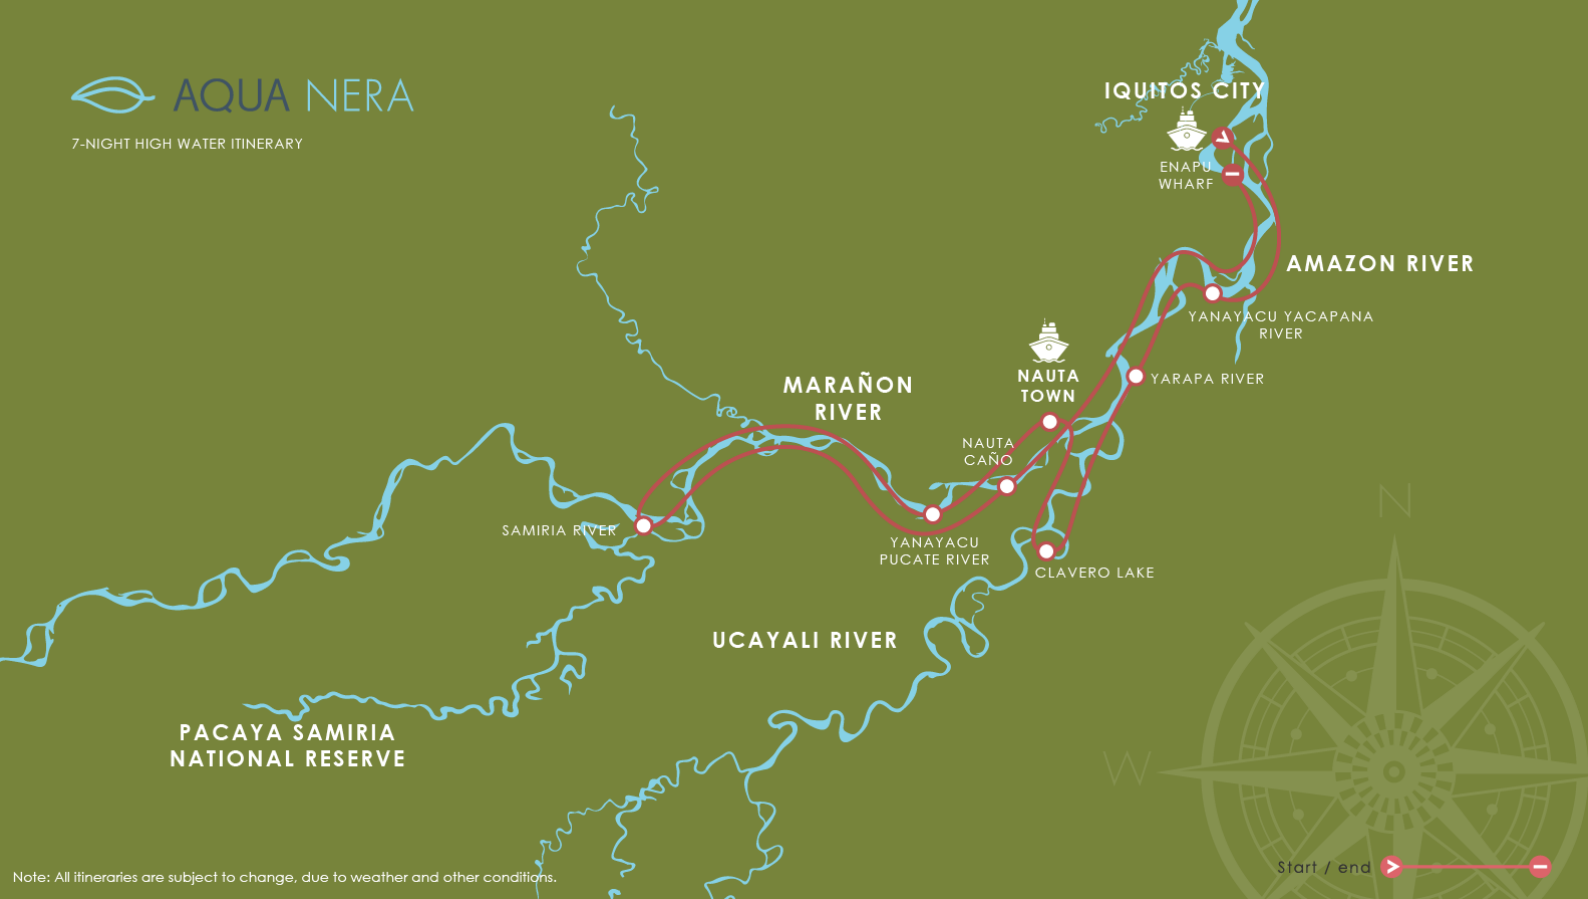 AQUA NERA
7-NIGHT HIGH WATER ITINERARY
IQUITOS CITY
ENAPU
WHARF
AMAZON RIVER
YANAYACU YACAPANA
RIVER
NAUTA
TOWN
YARAPA RIVER
MARAÑON
RIVER
NAUTA
CAÑO
SAMIRIA RIVER
YANAYACU
PUCATE RIVER
CLAVERO LAKE
UCAYALI RIVER
PACAYA SAMIRIA
NATIONAL RESERVE
N
W
Start / end
Note: All itineraries are subject to change, due to weather and other conditions.